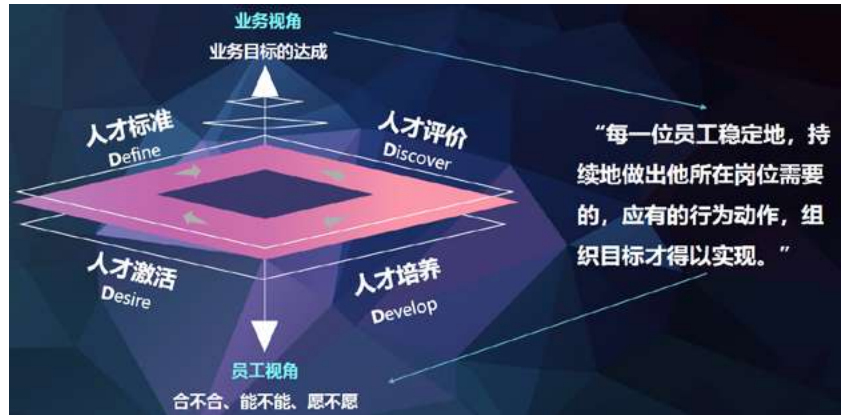 业务视角
业务目标的达成
人才标准
Define
人才评价
Discover
“每一位员工稳定地，持
续地做出他所在岗位需要
的，应有的行为动作，组
织目标才得以实现。”
人才激活
Desire
人才培养
Develop
员工视角
合不合、能不能、愿不愿